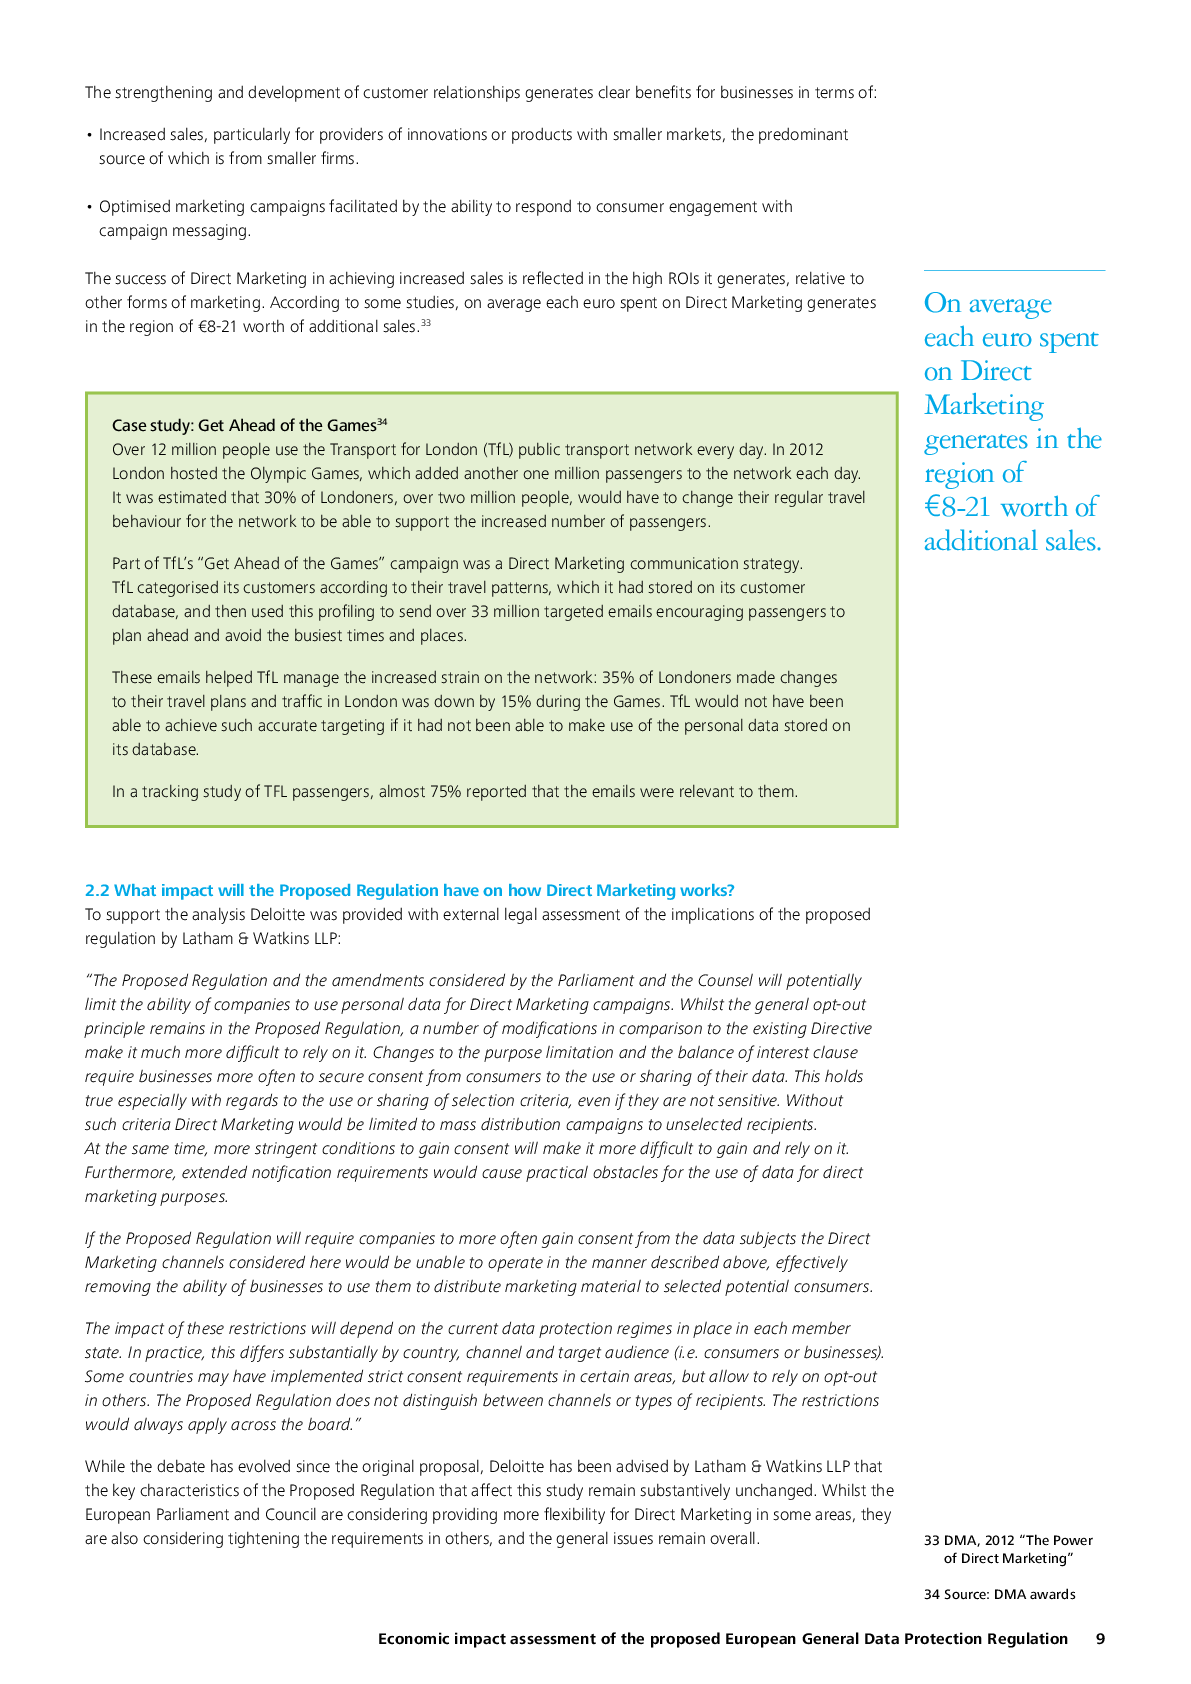 The strengthening and development of customer relationships generates clear benefits for businesses in terms of:
• Increased sales, particularly for providers of innovations or products with smaller markets, the predominant
source of which is from smaller firms.
• Optimised marketing campaigns facilitated by the ability to respond to consumer engagement with
campaign messaging.
The success of Direct Marketing in achieving increased sales is reflected in the high ROIs it generates, relative to
other forms of marketing. According to some studies, on average each euro spent on Direct Marketing generates
in the region of €8-21 worth of additional sales.33
On average
each euro spent
on Direct
Marketing
generates in the
region of
€8-21 worth of
additional sales.
Case study: Get Ahead of the Games34
Over 12 million people use the Transport for London (TfL) public transport network every day. In 2012
London hosted the Olympic Games, which added another one million passengers to the network each day.
It was estimated that 30% of Londoners, over two million people, would have to change their regular travel
behaviour for the network to be able to support the increased number of passengers.
Part of TfL's "Get Ahead of the Games" campaign was a Direct Marketing communication strategy.
TfL categorised its customers according to their travel patterns, which it had stored on its customer
database, and then used this profiling to send over 33 million targeted emails encouraging passengers to
plan ahead and avoid the busiest times and places.
These emails helped TfL manage the increased strain on the network: 35% of Londoners made changes
to their travel plans and traffic in London was down by 15% during the Games. TfL would not have been
able to achieve such accurate targeting if it had not been able to make use of the personal data stored on
its database.
In a tracking study of TFL passengers, almost 75% reported that the emails were relevant to them.
2.2 What impact will the Proposed Regulation have on how Direct Marketing works?
To support the analysis Deloitte was provided with external legal assessment of the implications of the proposed
regulation by Latham & Watkins LLP:
"The Proposed Regulation and the amendments considered by the Parliament and the Counsel will potentially
limit the ability of companies to use personal data for Direct Marketing campaigns. Whilst the general opt-out
principle remains in the Proposed Regulation, a number of modifications in comparison to the existing Directive
make it much more difficult to rely on it. Changes to the purpose limitation and the balance of interest clause
require businesses more often to secure consent from consumers to the use or sharing of their data. This holds
true especially with regards to the use or sharing of selection criteria, even if they are not sensitive. Without
such criteria Direct Marketing would be limited to mass distribution campaigns to unselected recipients.
At the same time, more stringent conditions to gain consent will make it more difficult to gain and rely on it.
Furthermore, extended notification requirements would cause practical obstacles for the use of data for direct
marketing purposes.
If the Proposed Regulation will require companies to more often gain consent from the data subjects the Direct
Marketing channels considered here would be unable to operate in the manner described above, effectively
removing the ability of businesses to use them to distribute marketing material to selected potential consumers.
The impact of these restrictions will depend on the current data protection regimes in place in each member
state. In practice, this differs substantially by country, channel and target audience (i.e. consumers or businesses).
Some countries may have implemented strict consent requirements in certain areas, but allow to rely on opt-out
in others. The Proposed Regulation does not distinguish between channels or types of recipients. The restrictions
would always apply across the board."
While the debate has evolved since the original proposal, Deloitte has been advised by Latham & Watkins LLP that
the key characteristics of the Proposed Regulation that affect this study remain substantively unchanged. Whilst the
European Parliament and Council are considering providing more flexibility for Direct Marketing in some areas, they
are also considering tightening the requirements in others, and the general issues remain overall.
33 DMA, 2012 "The Power
of Direct Marketing"
34 Source: DMA awards
Economic impact assessment of the proposed European General Data Protection Regulation 9